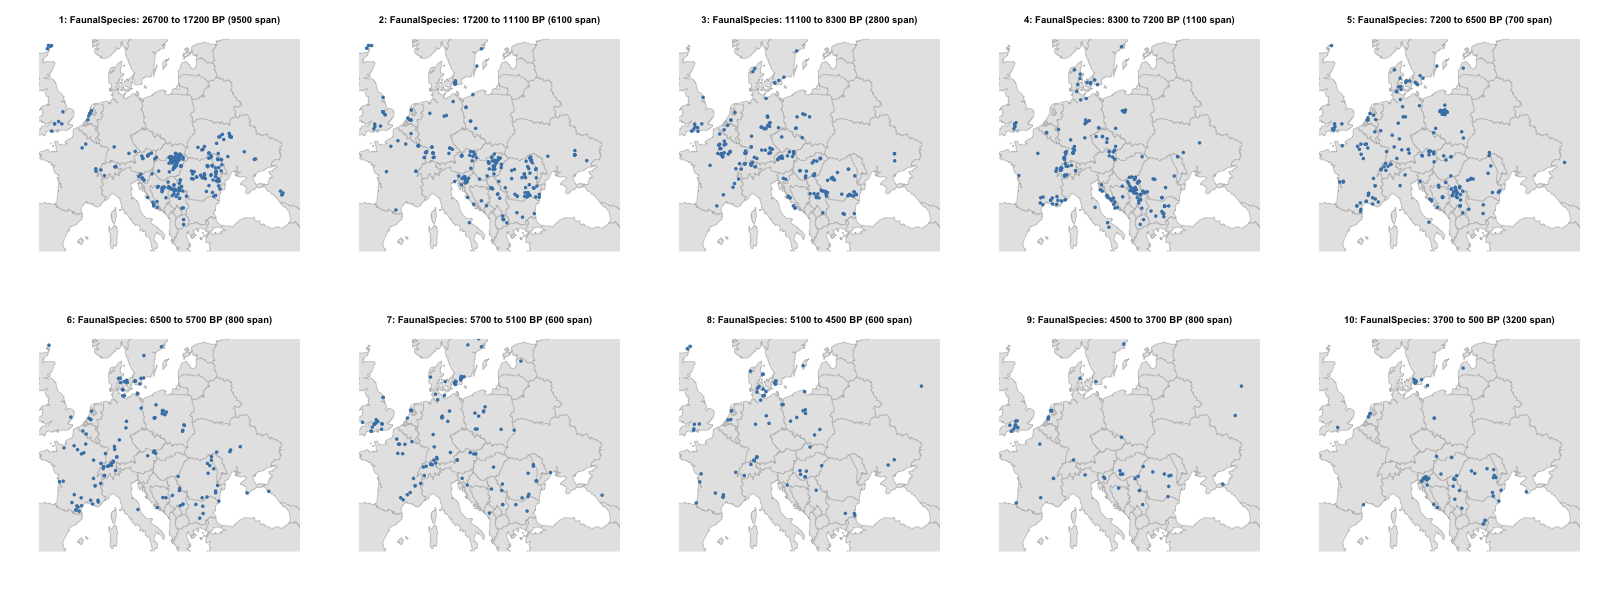 1: FaunalSpecies: 26700 to 17200 BP (9500 span)
2: FaunalSpecies: 17200 to 11100 BP (6100 span)
3: FaunalSpecies: 11100 to 8300 BP (2800 span)
4: FaunalSpecies: 8300 to 7200 BP (1100 span)
5: FaunalSpecies: 7200 to 6500 BP (700 span)
6: FaunalSpecies: 6500 to 5700 BP (800 span)
7: FaunalSpecies: 5700 to 5100 BP (600 span)
8: FaunalSpecies: 5100 to 4500 BP (600 span)
9: FaunalSpecies: 4500 to 3700 BP (800 span)
10: FaunalSpecies: 3700 to 500 BP (3200 span)